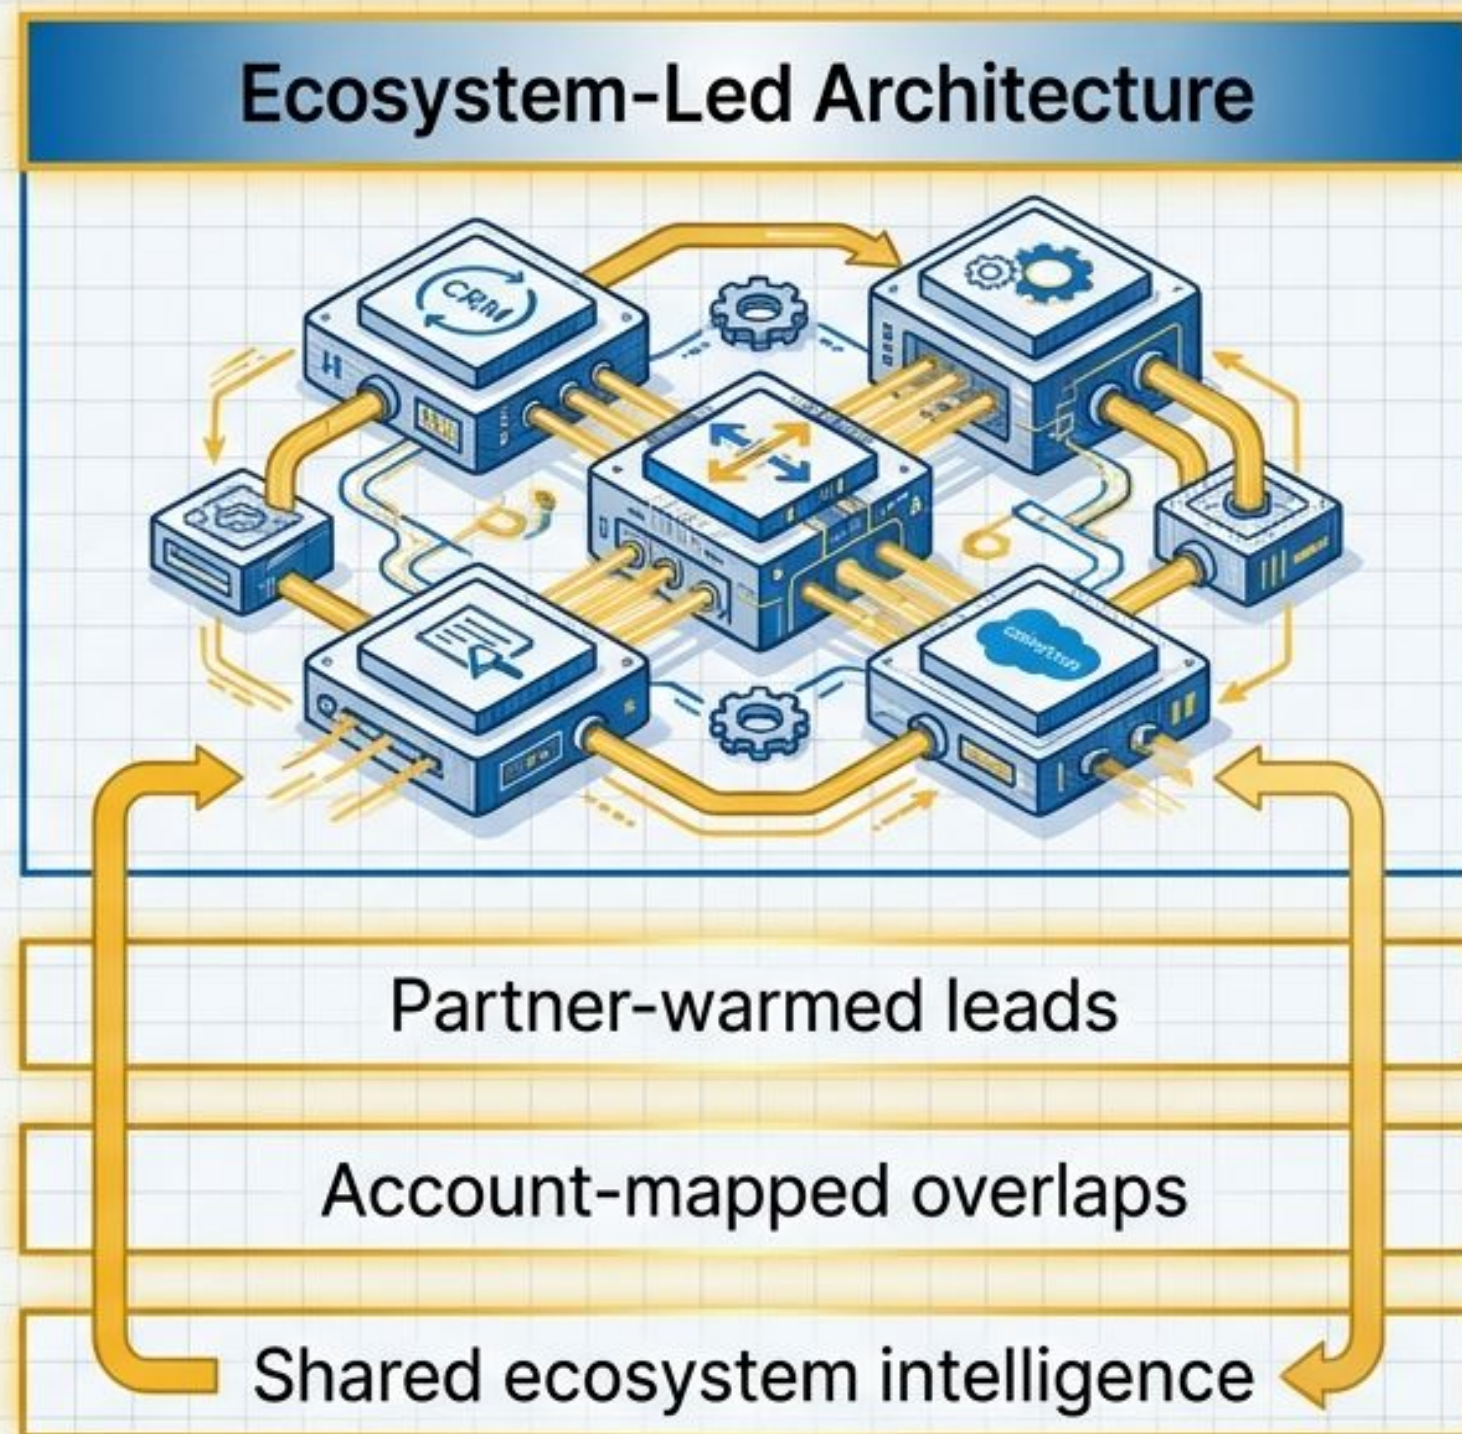 Ecosystem-Led Architecture
CRM
Partner-warmed leads
Account-mapped overlaps
Shared ecosystem intelligence